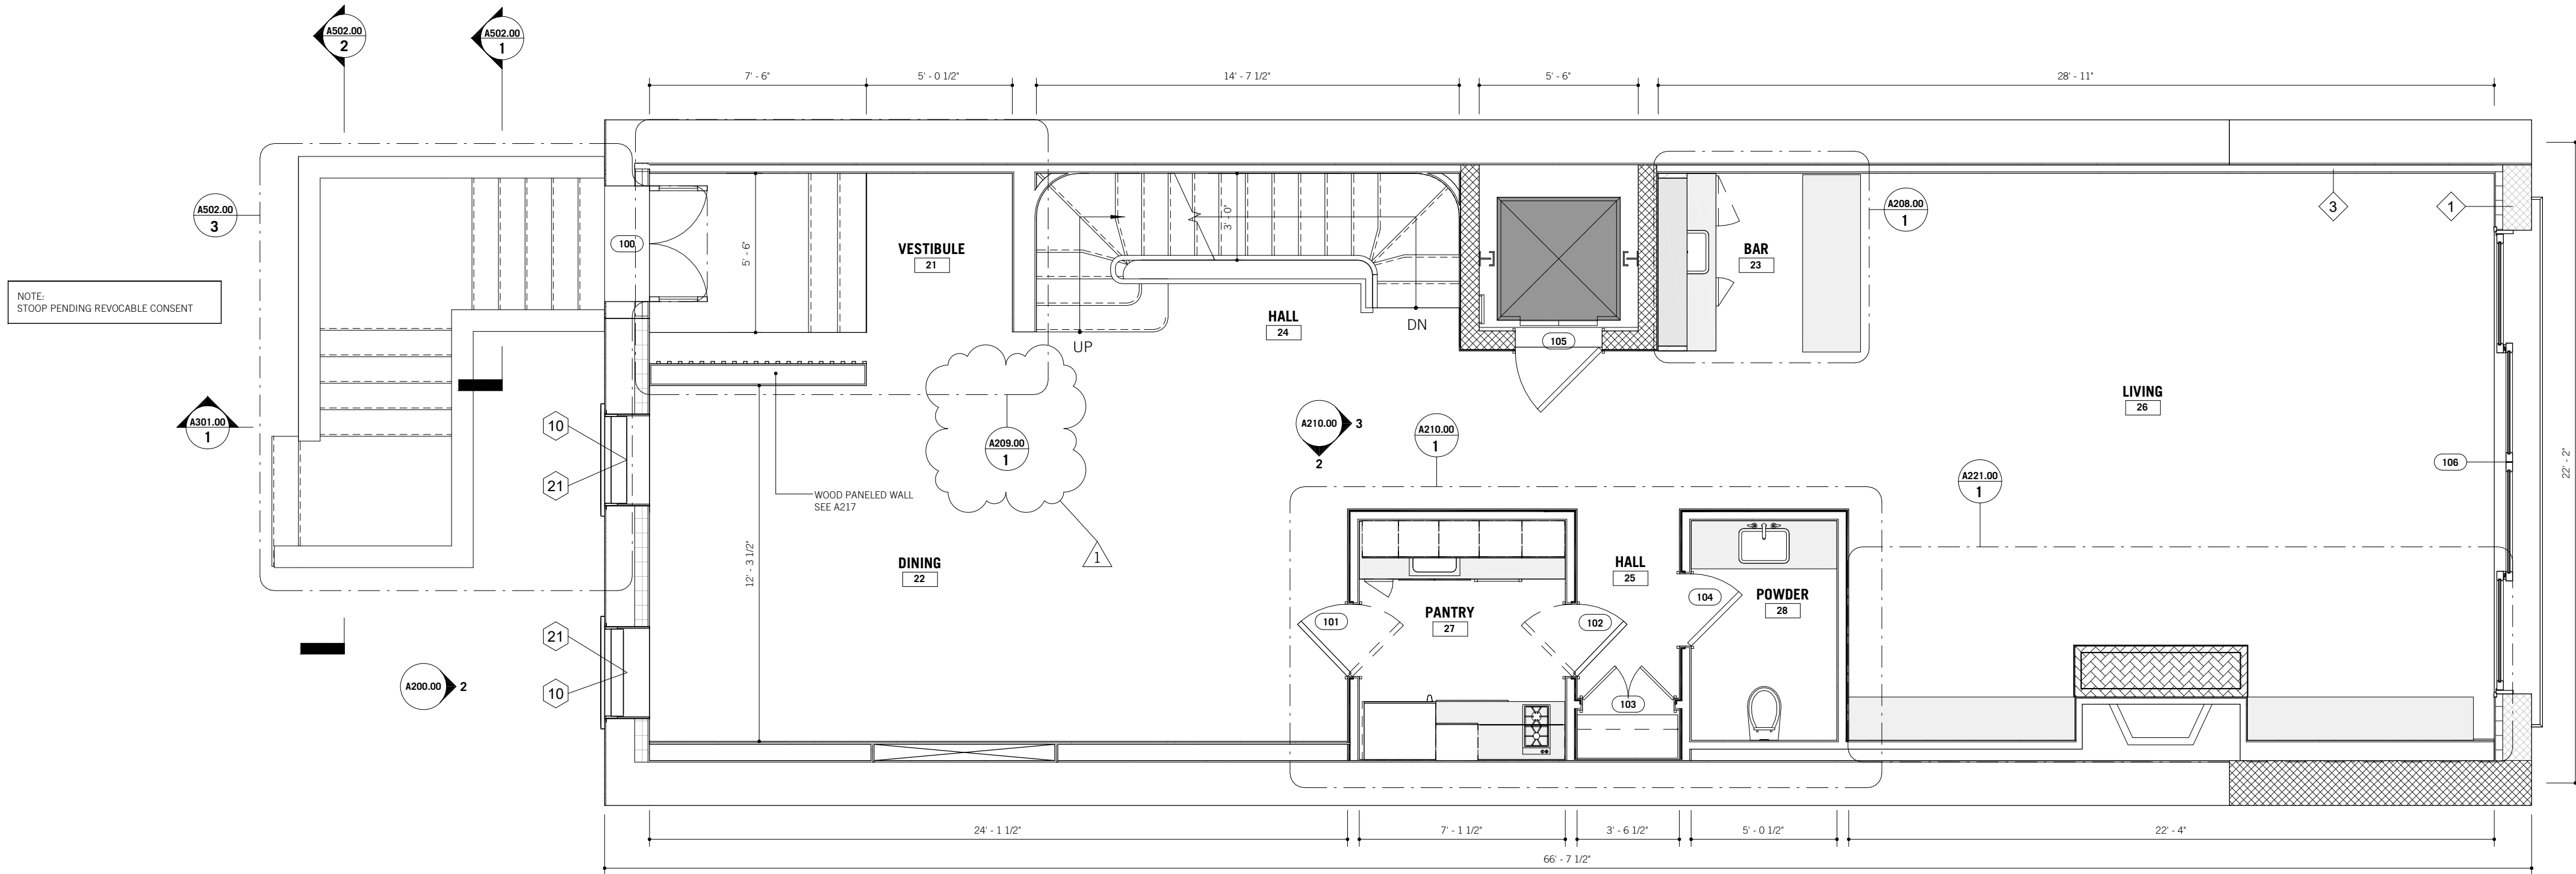 A502.00
2
A502.00
1
7' - 6"
5' - 0 1/2"
14' - 7 1/2"
5' - 6"
28' - 11"
A502.00
3
100
5' - 6"
VESTIBULE
21
3' - 0"
BAR
23
A208.00
1
3
1
NOTE:
STOOP PENDING REVOCABLE CONSENT
HALL
24
UP
DN
105
LIVING
26
A301.00
1
10
21
A209.00
1
A210.00
3
2
A210.00
1
A221.00
1
106
22' - 2"
WOOD PANELED WALL
SEE A217
1
12' - 3 1/2"
DINING
22
HALL
25
PANTRY
27
POWDER
28
101
102
104
103
21
10
A200.00
2
24' - 1 1/2"
7' - 1 1/2"
3' - 6 1/2"
5' - 0 1/2"
22' - 4"
66' - 7 1/2"